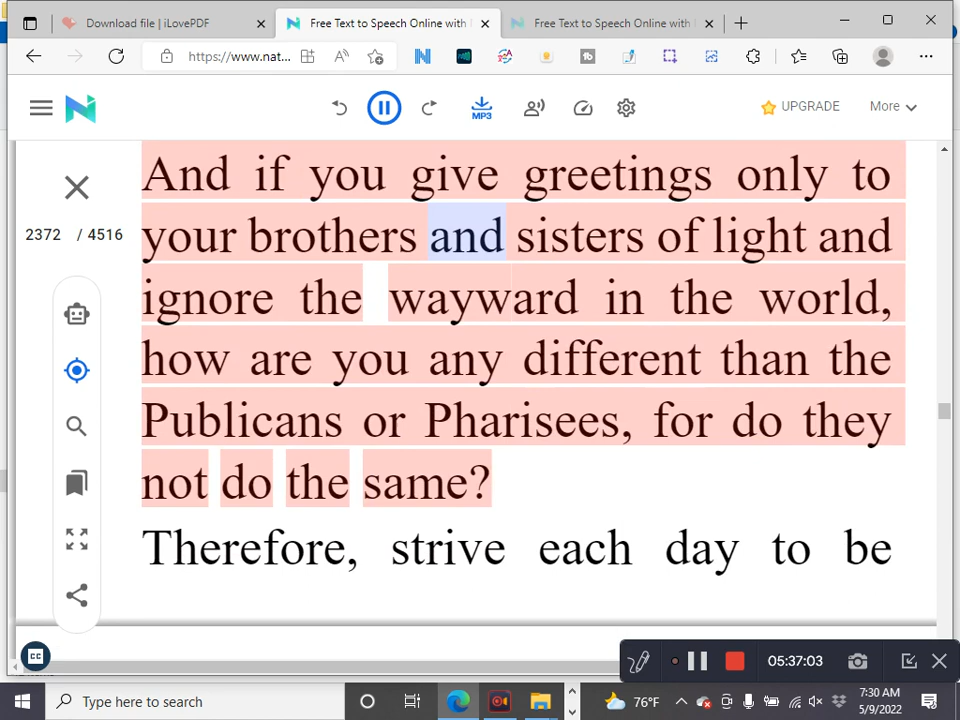 Download file | iLovePDF
Free Text to Speech Online with
Free Text to Speech Online with
https://www.nat...
MP3
UPGRADE
More
2372 / 4516
And if you give greetings only to
your brothers and sisters of light and
ignore the wayward in the world,
how are you any different than the
Publicans or Pharisees, for do they
not do the same?
Therefore, strive each day to be
CC
05:37:03
Type here to search
76°F
7:30 AM
5/9/2022